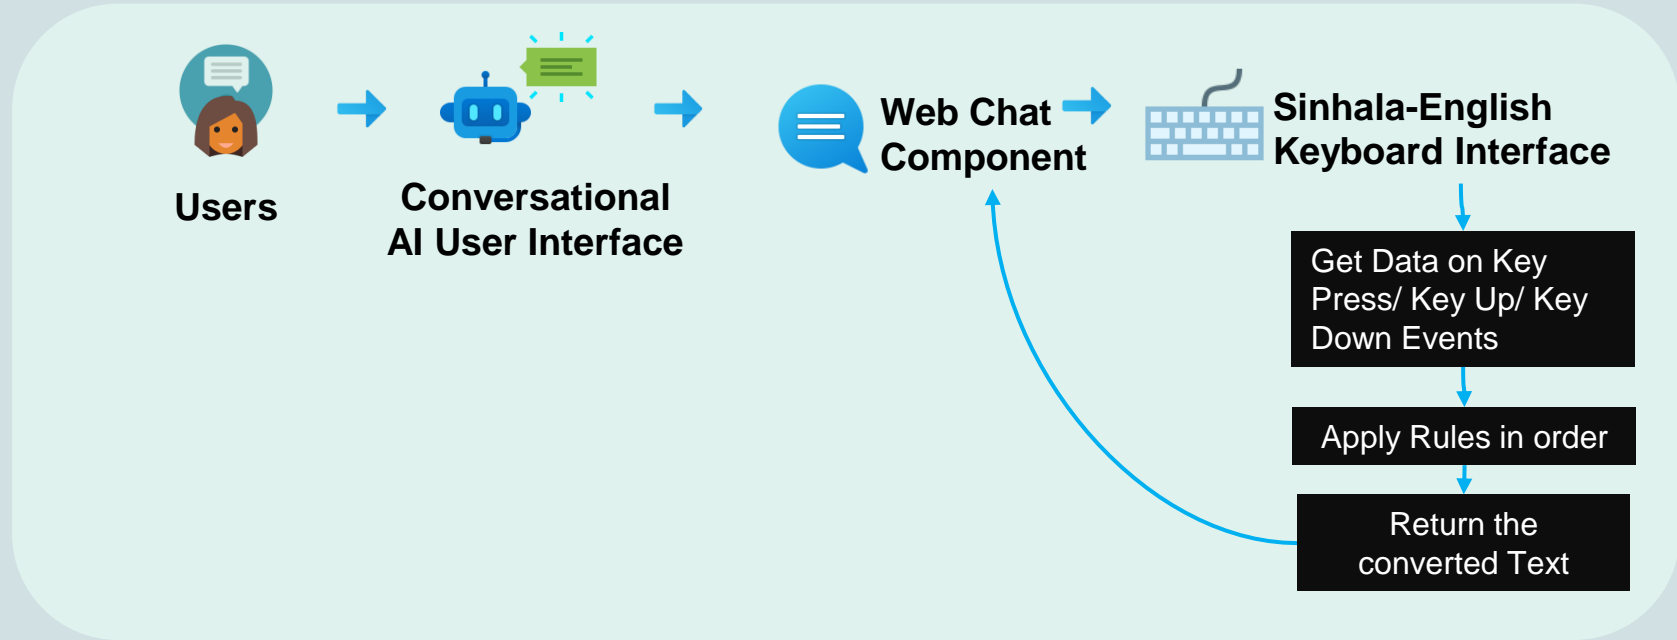 Users
Conversational
AI User Interface
Web Chat
Component
Sinhala-English
Keyboard Interface
Get Data on Key
Press/ Key Up/ Key
Down Events
Apply Rules in order
Return the
converted Text